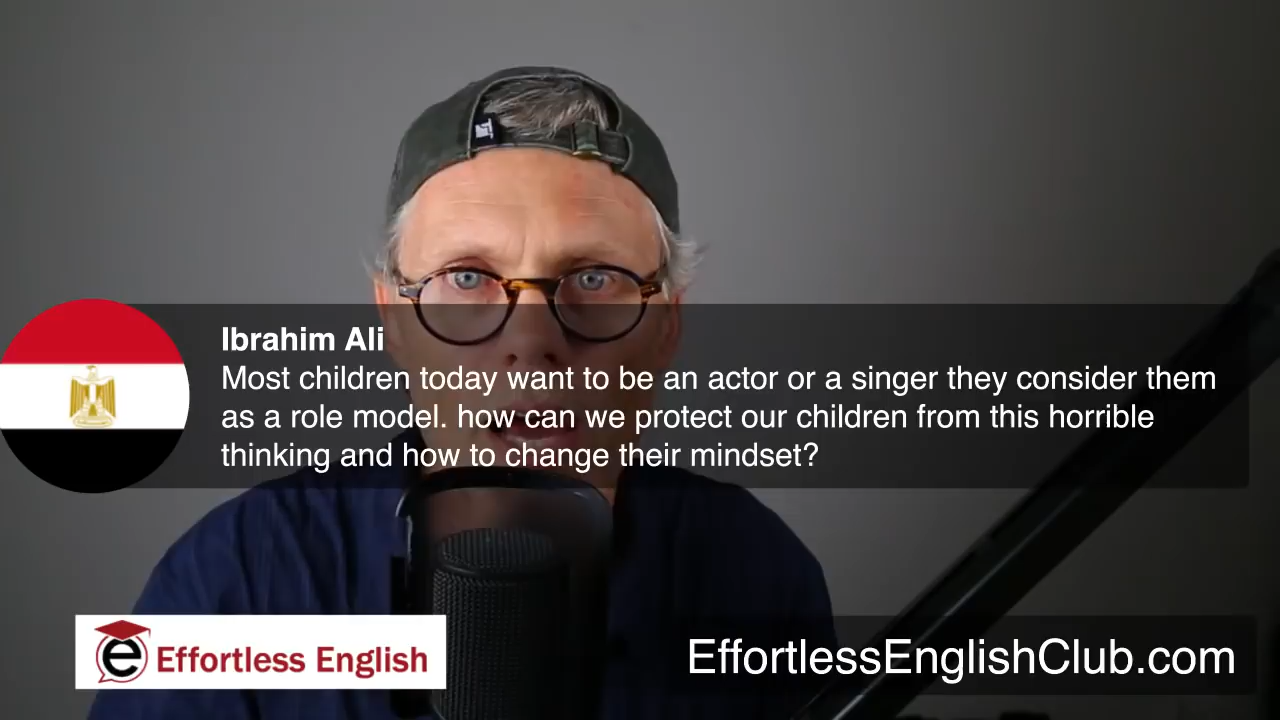 Ibrahim Ali
Most children today want to be an actor or a singer they consider them
as a role model. how can we protect our children from this horrible
thinking and how to change their mindset?
e Effortless English
EffortlessEnglishClub.com